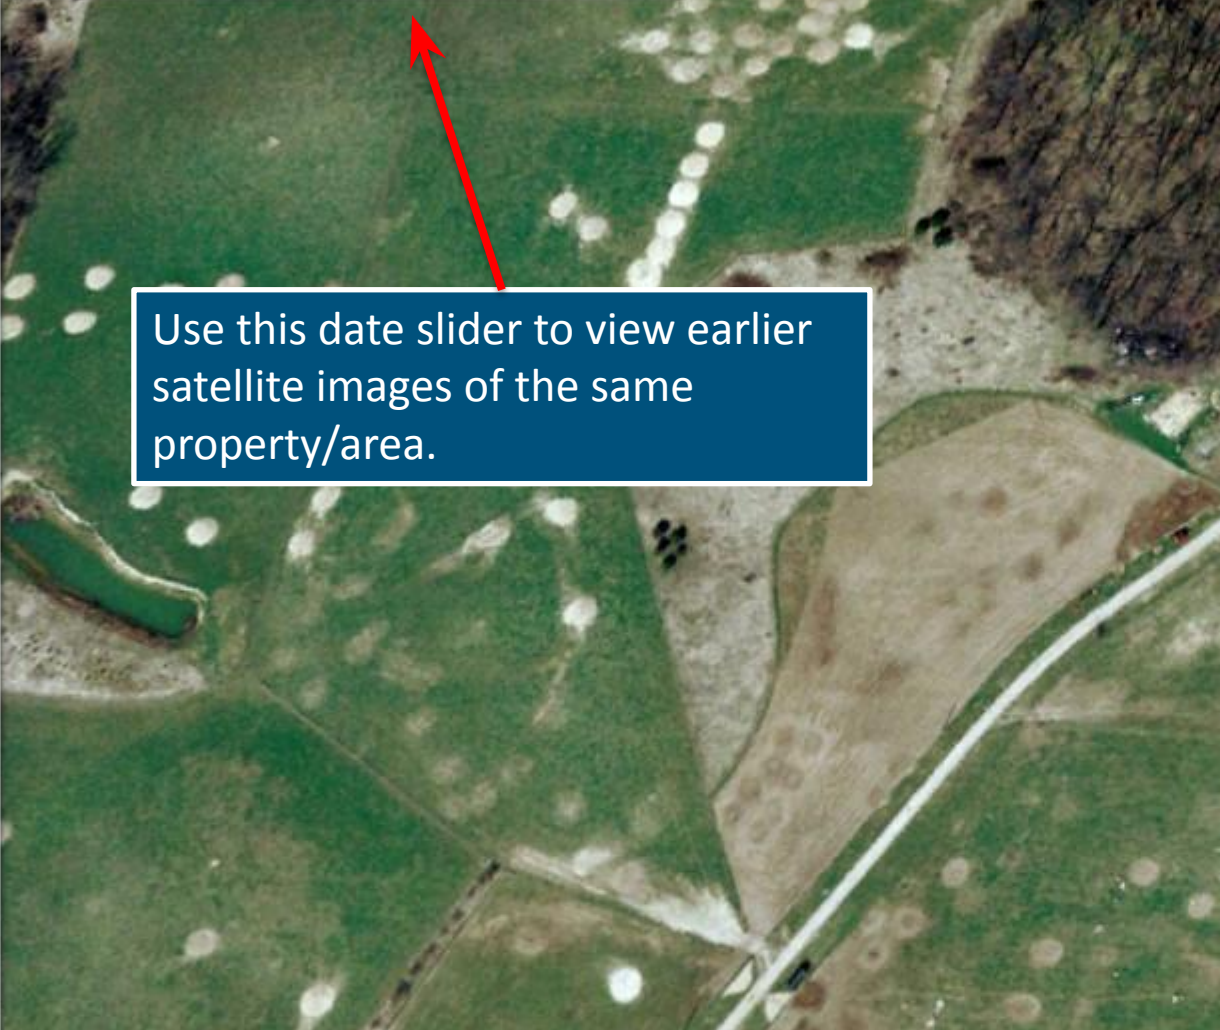 Use this date slider to view earlier
satellite images of the same
property/area.